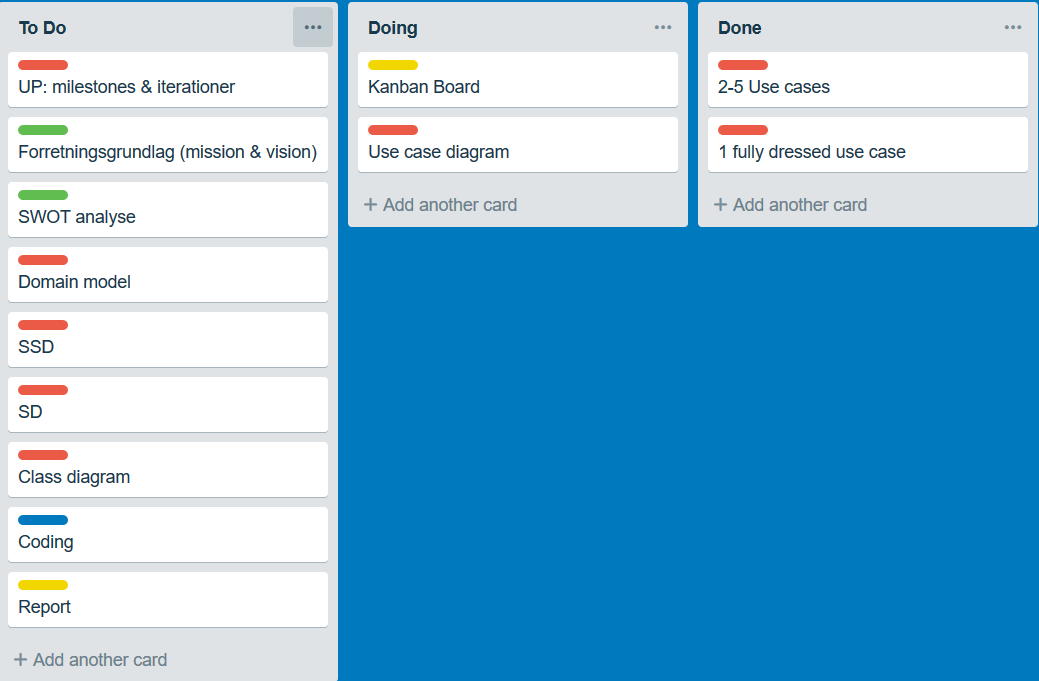 To Do
UP: milestones & iterationer
Forretningsgrundlag (mission & vision)
SWOT analyse
Domain model
SSD
SD
Class diagram
Coding
Report
+ Add another card
Doing
Kanban Board
Use case diagram
+ Add another card
Done
2-5 Use cases
1 fully dressed use case
+ Add another card